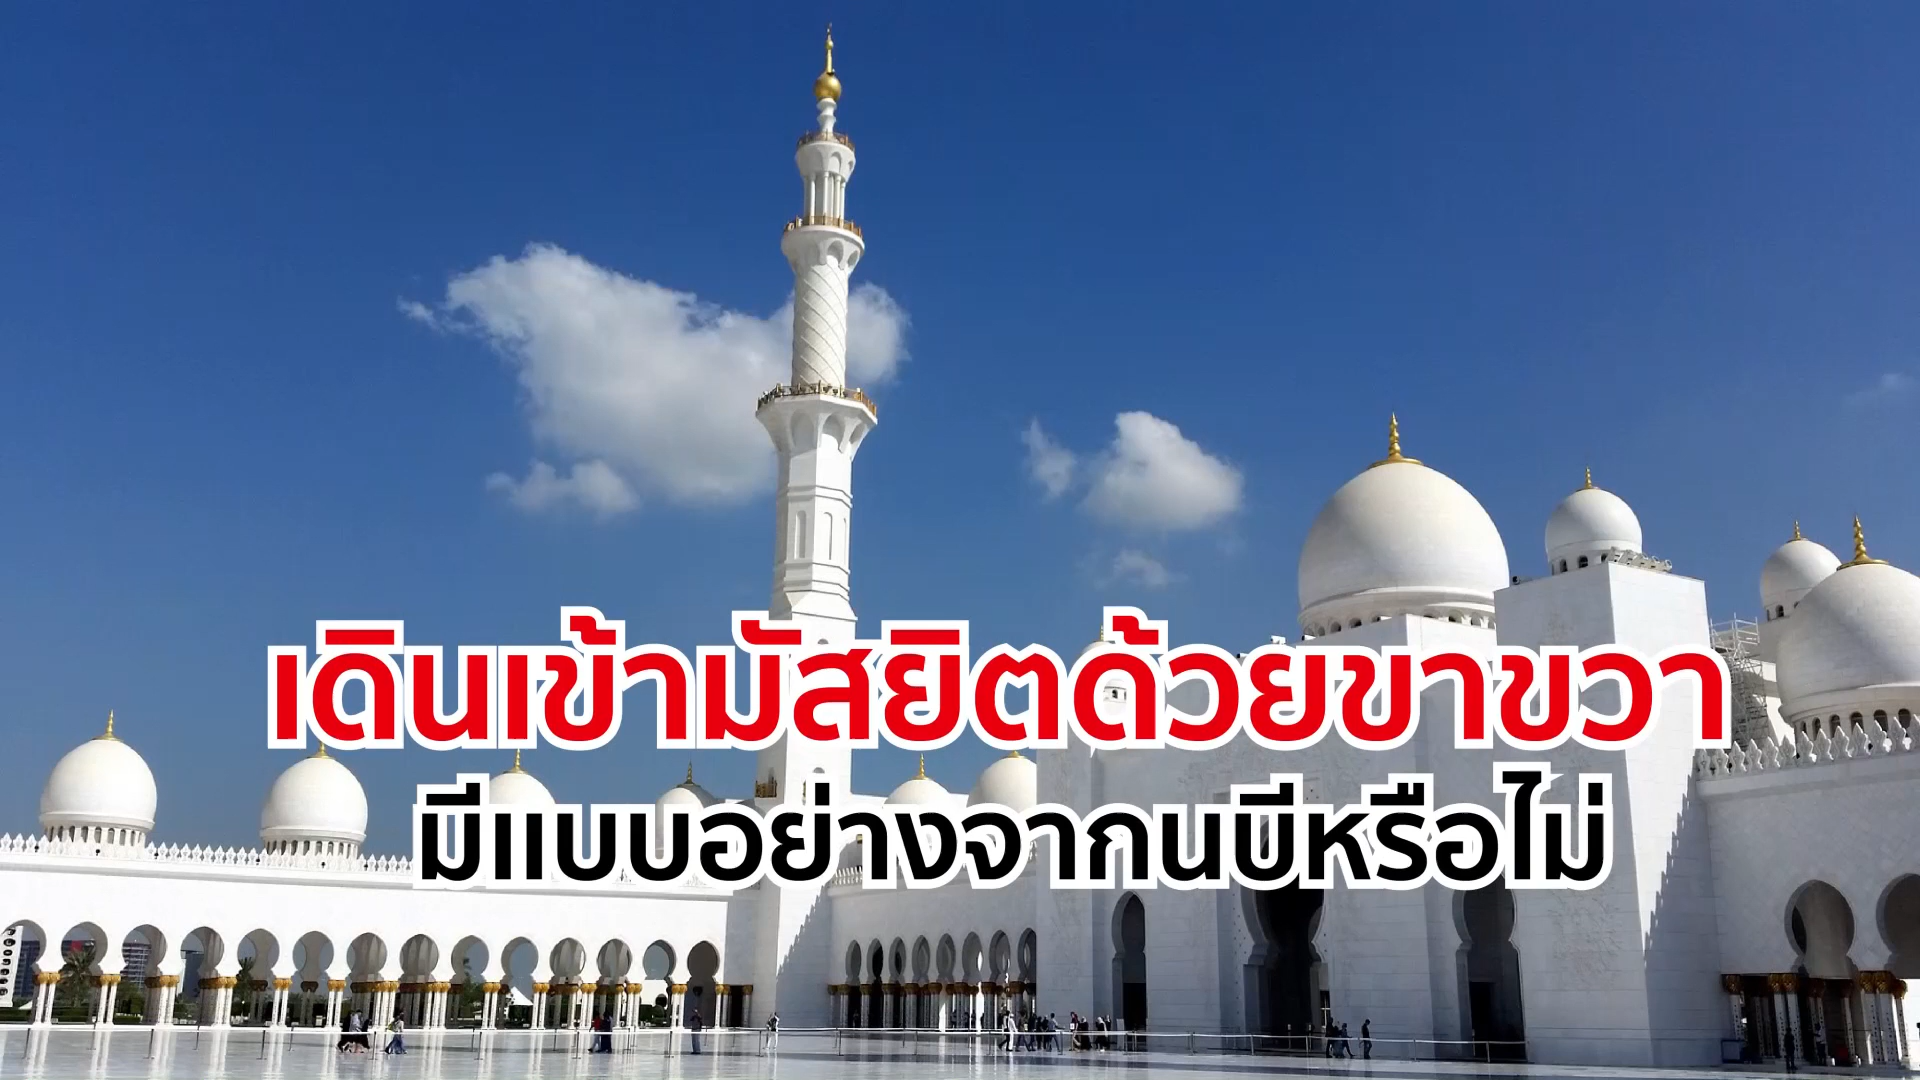 เดินเข้ามัสยิตด้วยขาขวา
มีแบบอย่างจากนบีหรือไม่